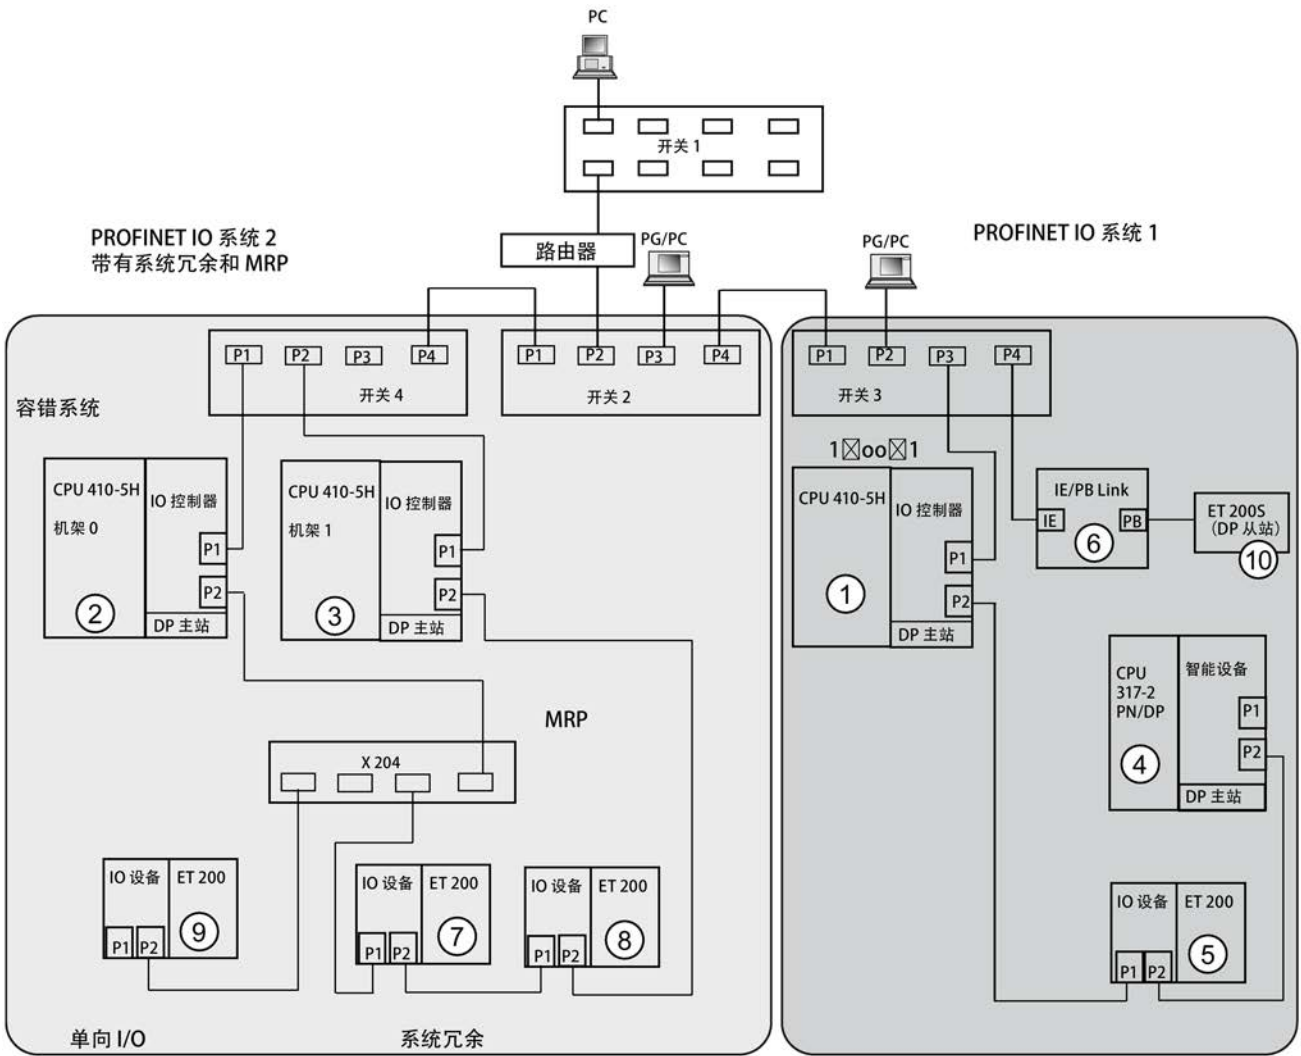 PC
开关 1
PROFINET IO 系统 2
带有系统冗余和 MRP
路由器
PG/PC
PG/PC
PROFINET IO 系统 1
容错系统
P1 P2 P3 P4
开关 4
P1 P2 P3 P4
开关 2
P1 P2 P3 P4
开关 3
CPU 410-5H
机架 0
IO 控制器
P1
P2
DP 主站
②
CPU 410-5H
机架 1
IO 控制器
P1
P2
DP 主站
③
1☒oo☒1
CPU 410-5H
IO 控制器
P1
P2
DP 主站
①
IE/PB Link
IE
PB
⑥
ET 200S
（DP 从站）
⑩
CPU
317-2
PN/DP
智能设备
P1
P2
DP 主站
④
MRP
X 204
IO 设备
ET 200
P1 P2
⑨
IO 设备
ET 200
P1 P2
⑦
IO 设备
ET 200
P1 P2
⑧
IO 设备
ET 200
P1 P2
⑤
单向 I/O
系统冗余